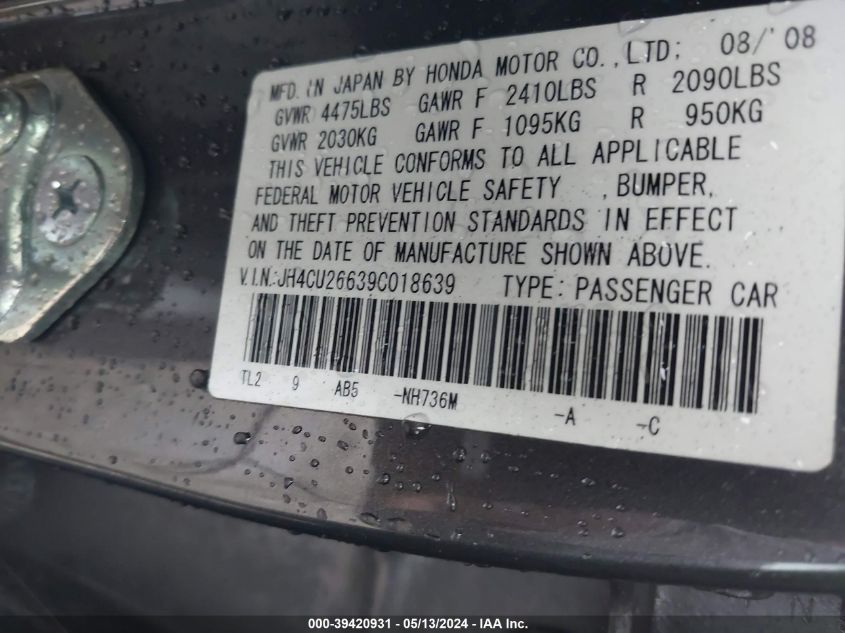 MFD. IN JAPAN BY HONDA MOTOR CO.,LTD; 08/'08
GVWR 4475LBS GAWR F 2410LBS R 2090LBS
GVWR 2030KG GAWR F 1095KG R 950KG
THIS VEHICLE CONFORMS TO ALL APPLICABLE
FEDERAL MOTOR VEHICLE SAFETY ,BUMPER,
AND THEFT PREVENTION STANDARDS IN EFFECT
ON THE DATE OF MANUFACTURE SHOWN ABOVE.
V.I.N.:JH4CU26639C018639 TYPE: PASSENGER CAR
TL2 9 AB5 -NH736M -A -C
000-39420931 - 05/13/2024 - IAA Inc.